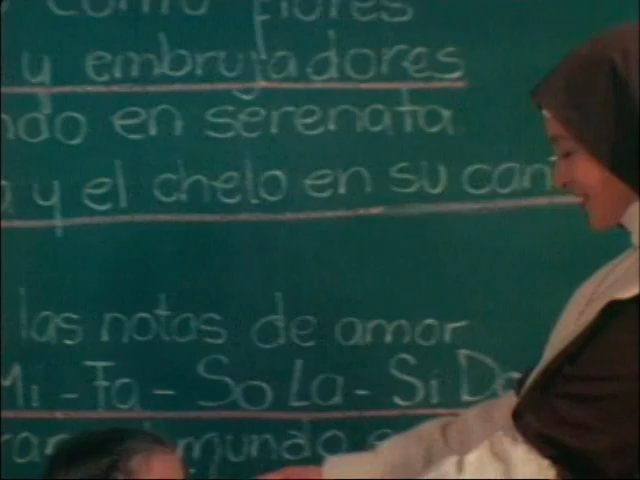 como flores
y embrujadores
ndo en serenata
a y el chelo en su can
las notas de amor
Mi - Fa - So La - Si Do
mundo